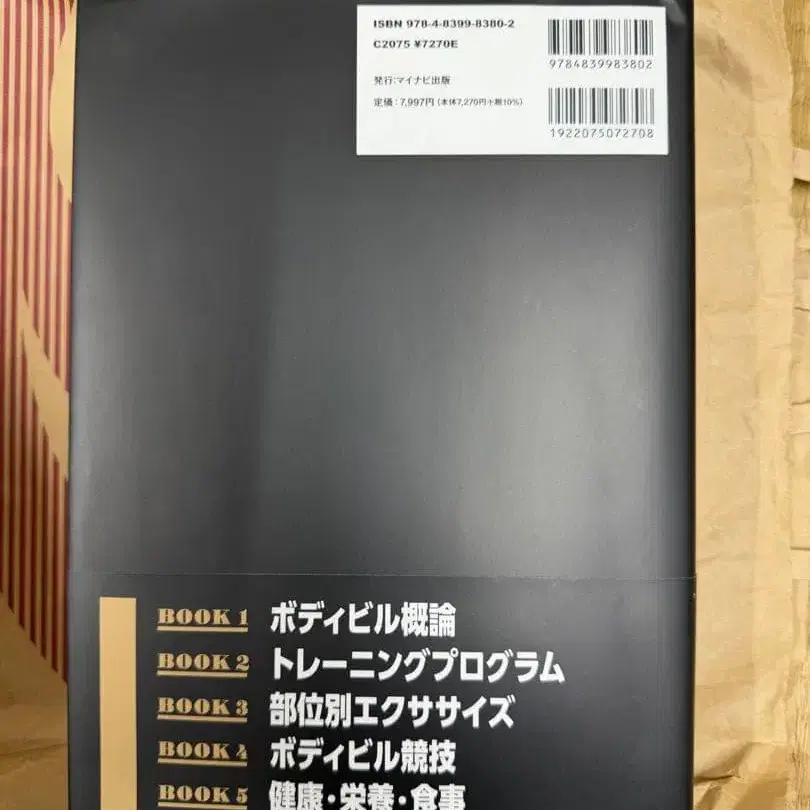 ISBN 978-4-8399-8380-2
C2075 ¥7270E
9784839983802
発行:マイナビ出版
定価:7,997円(本体7,270円+税10%)
1922075072708
BOOK 1 ボディビル概論
BOOK 2 トレーニングプログラム
BOOK 3 部位別エクササイズ
BOOK 4 ボディビル競技
BOOK 5 健康・栄養・食事